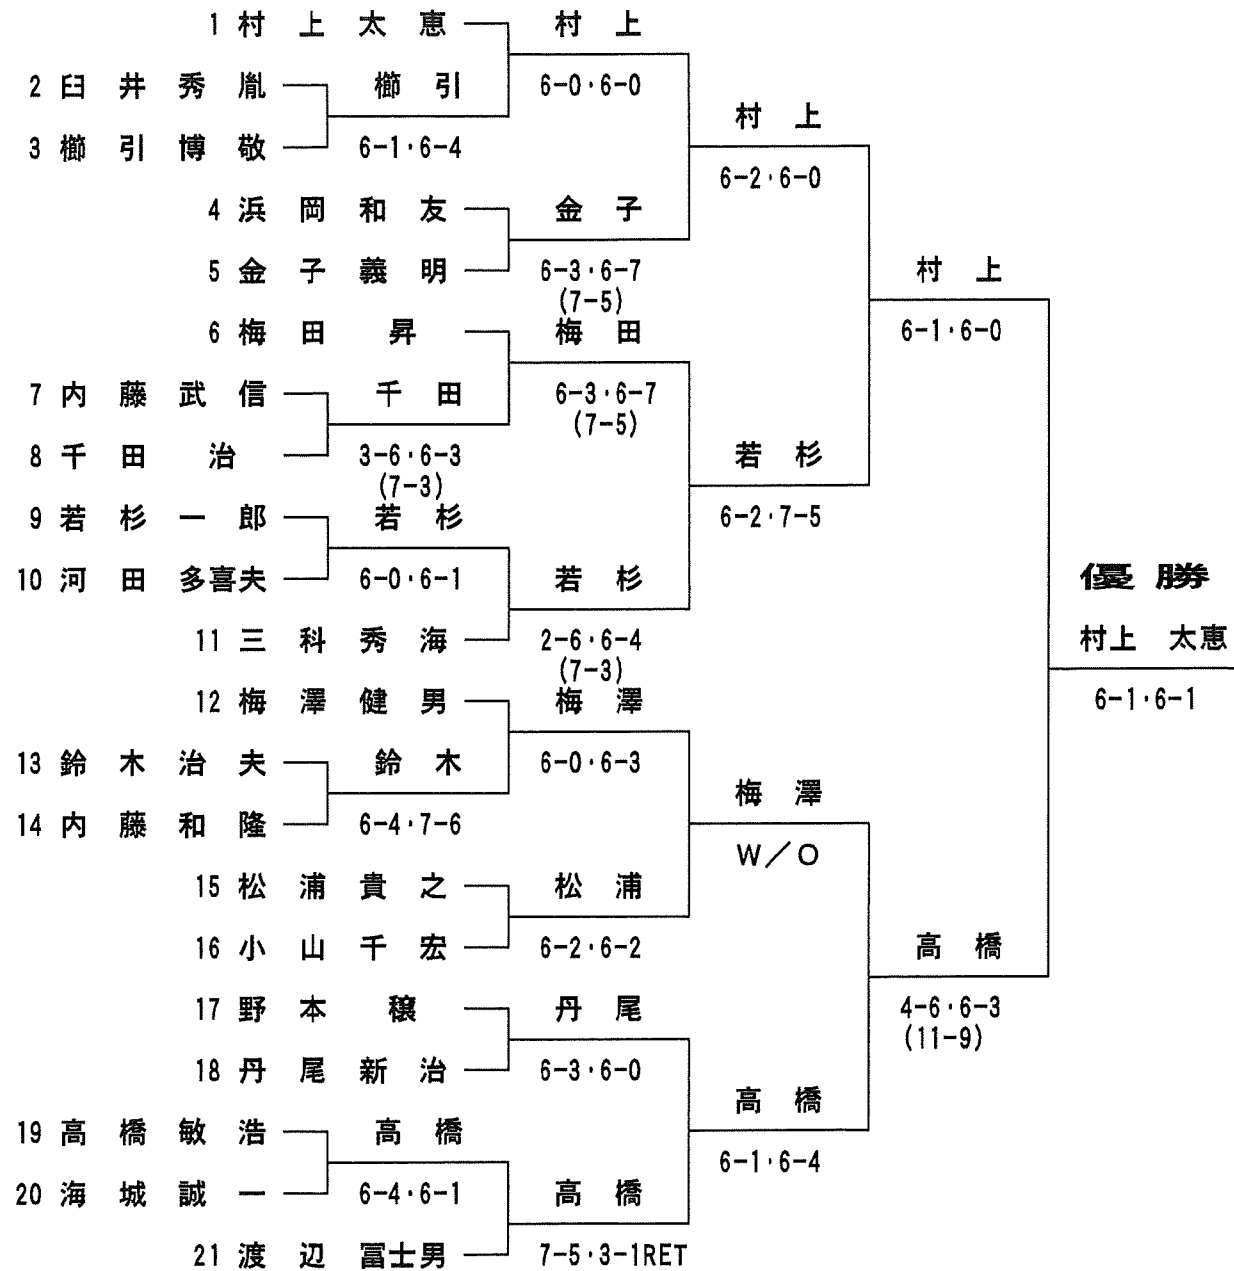 1 村上太恵 村上
2 臼井秀胤 櫛引 6-0・6-0
村上
3 櫛引博敬 6-1・6-4
6-2・6-0
4 浜岡和友 金子
5 金子義明 6-3・6-7 村上
(7-5)
6 梅田昇 梅田 6-1・6-0
7 内藤武信 千田 6-3・6-7
(7-5)
8 千田治 3-6・6-3 若杉
(7-3)
9 若杉一郎 若杉 6-2・7-5
10 河田多喜夫 6-0・6-1 若杉 優勝
11 三科秀海 2-6・6-4 村上 太恵
(7-3)
12 梅澤健男 梅澤 6-1・6-1
13 鈴木治夫 鈴木 6-0・6-3
梅澤
14 内藤和隆 6-4・7-6
W/O
15 松浦貴之 松浦
16 小山千宏 6-2・6-2 高橋
17 野本穣 丹尾 4-6・6-3
(11-9)
18 丹尾新治 6-3・6-0
高橋
19 高橋敏浩 高橋
6-1・6-4
20 海城誠一 6-4・6-1 高橋
21 渡辺冨士男 7-5・3-1RET